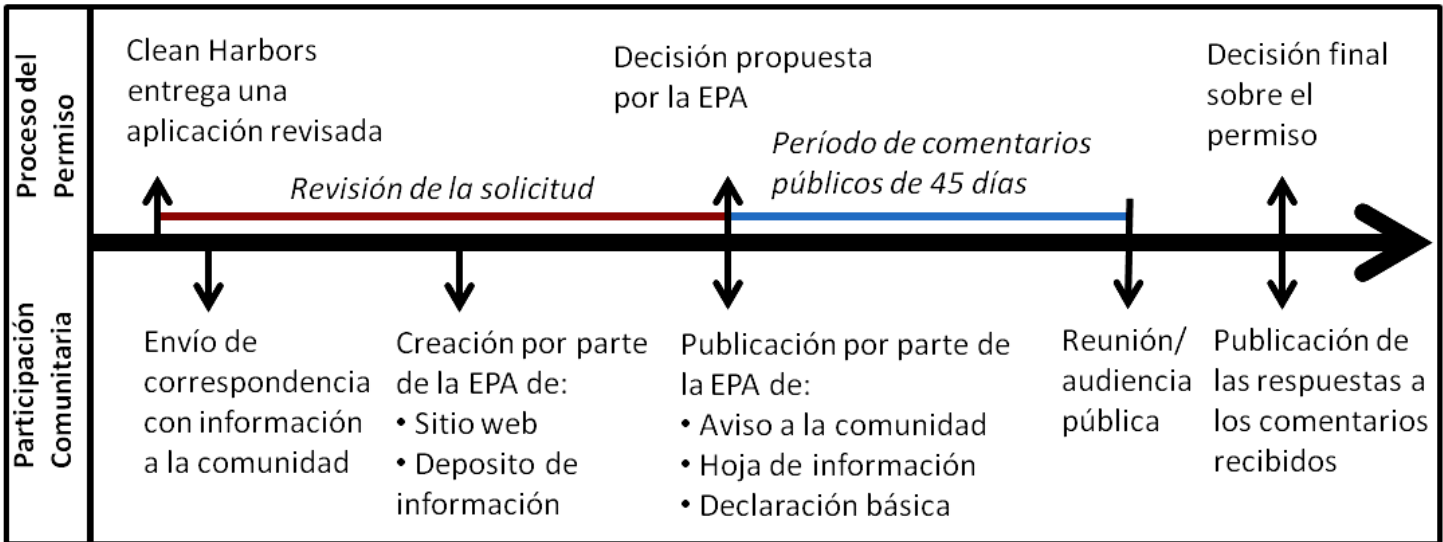 Proceso del
Permiso
Clean Harbors
entrega una
aplicación revisada
Revisión de la solicitud
Decisión propuesta
por la EPA
Período de comentarios
públicos de 45 días
Decisión final
sobre el
permiso
Participación
Comunitaria
Envío de
correspondencia
con información
a la comunidad
Creación por parte
de la EPA de:
• Sitio web
• Deposito de
información
Publicación por parte de
la EPA de:
• Aviso a la comunidad
• Hoja de información
• Declaración básica
Reunión/
audiencia
pública
Publicación de
las respuestas a
los comentarios
recibidos